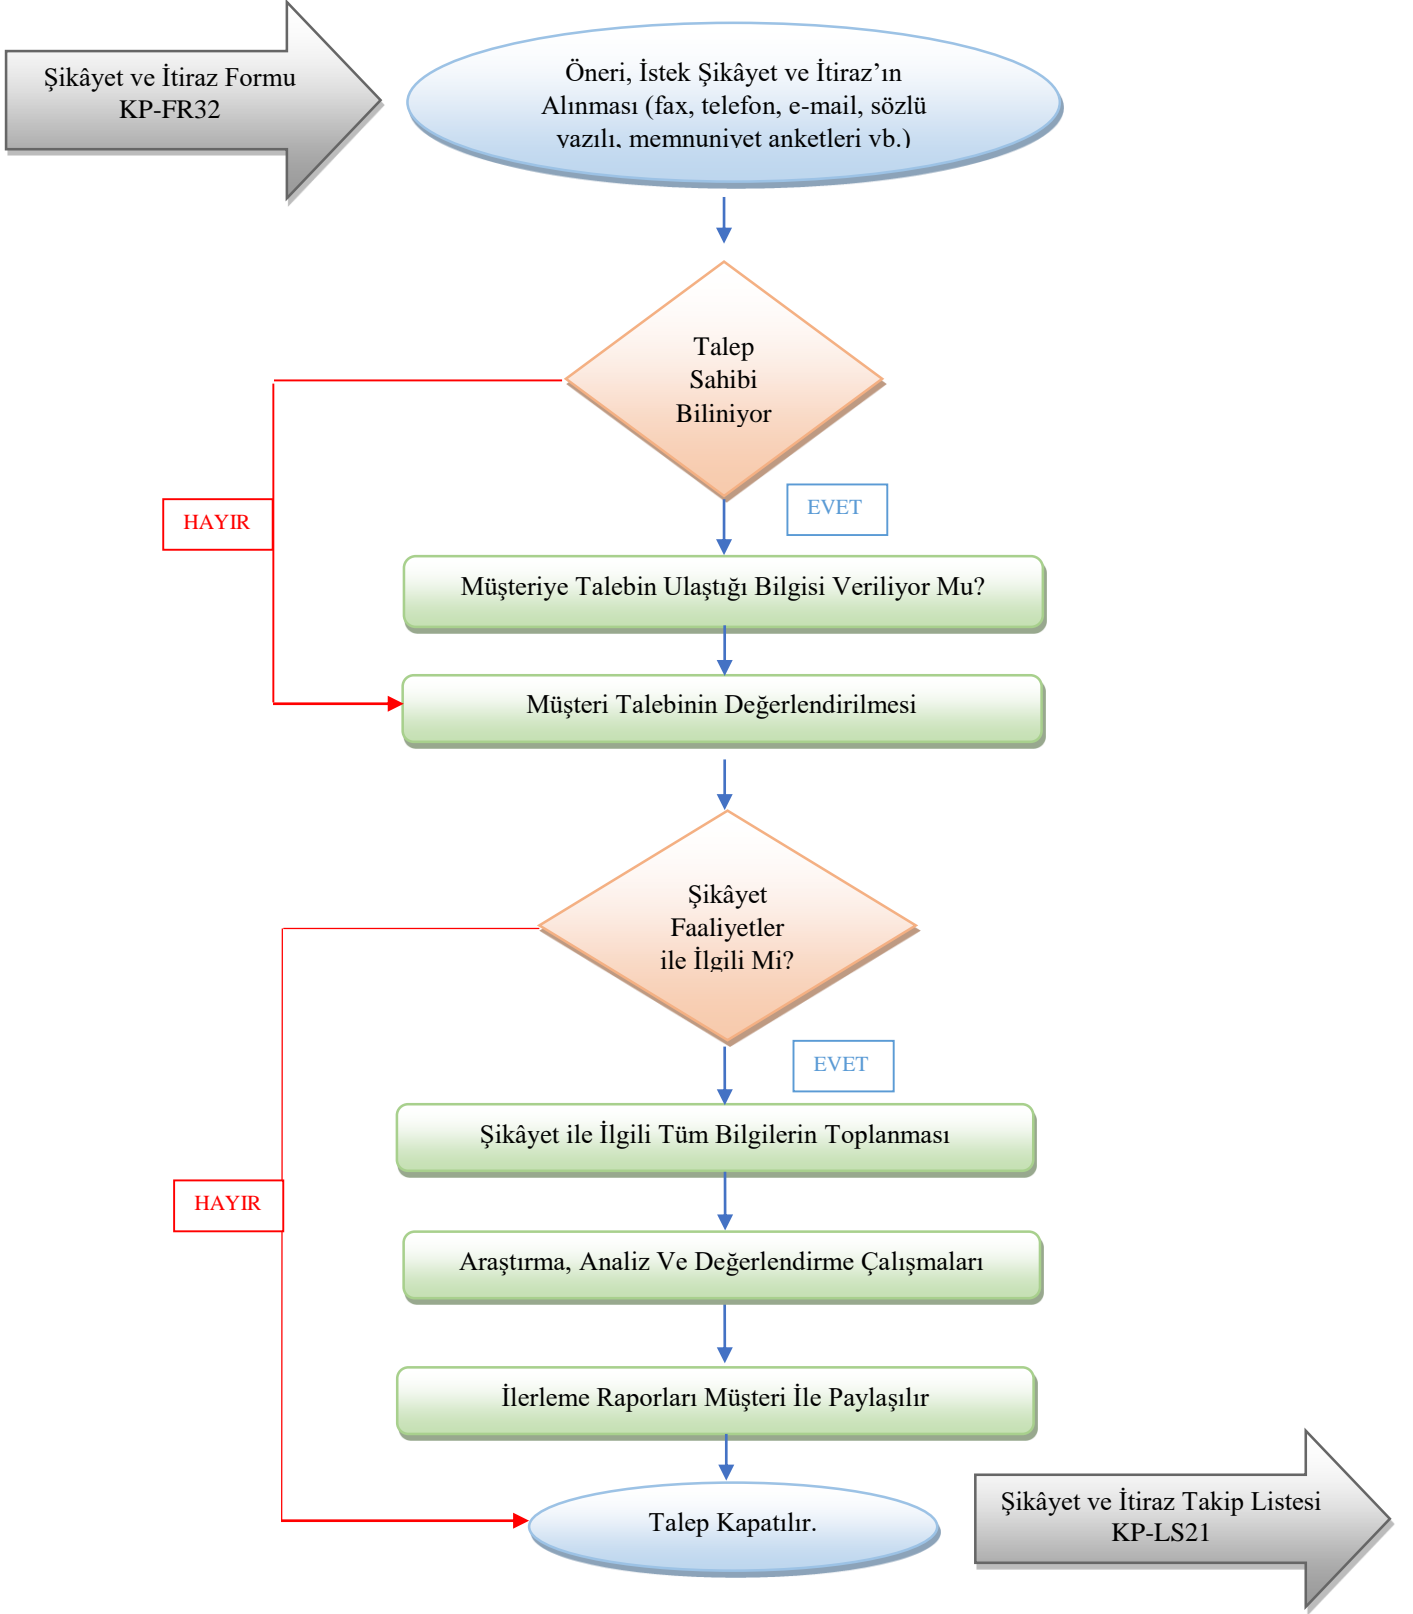 Şikâyet ve İtiraz Formu
KP-FR32
Öneri, İstek Şikâyet ve İtiraz’ın
Alınması (fax, telefon, e-mail, sözlü
yazılı, memnuniyet anketleri vb.)
Talep
Sahibi
Biliniyor
HAYIR
EVET
Müşteriye Talebin Ulaştığı Bilgisi Veriliyor Mu?
Müşteri Talebinin Değerlendirilmesi
Şikâyet
Faaliyetler
ile İlgili Mi?
EVET
Şikâyet ile İlgili Tüm Bilgilerin Toplanması
HAYIR
Araştırma, Analiz Ve Değerlendirme Çalışmaları
İlerleme Raporları Müşteri İle Paylaşılır
Talep Kapatılır.
Şikâyet ve İtiraz Takip Listesi
KP-LS21